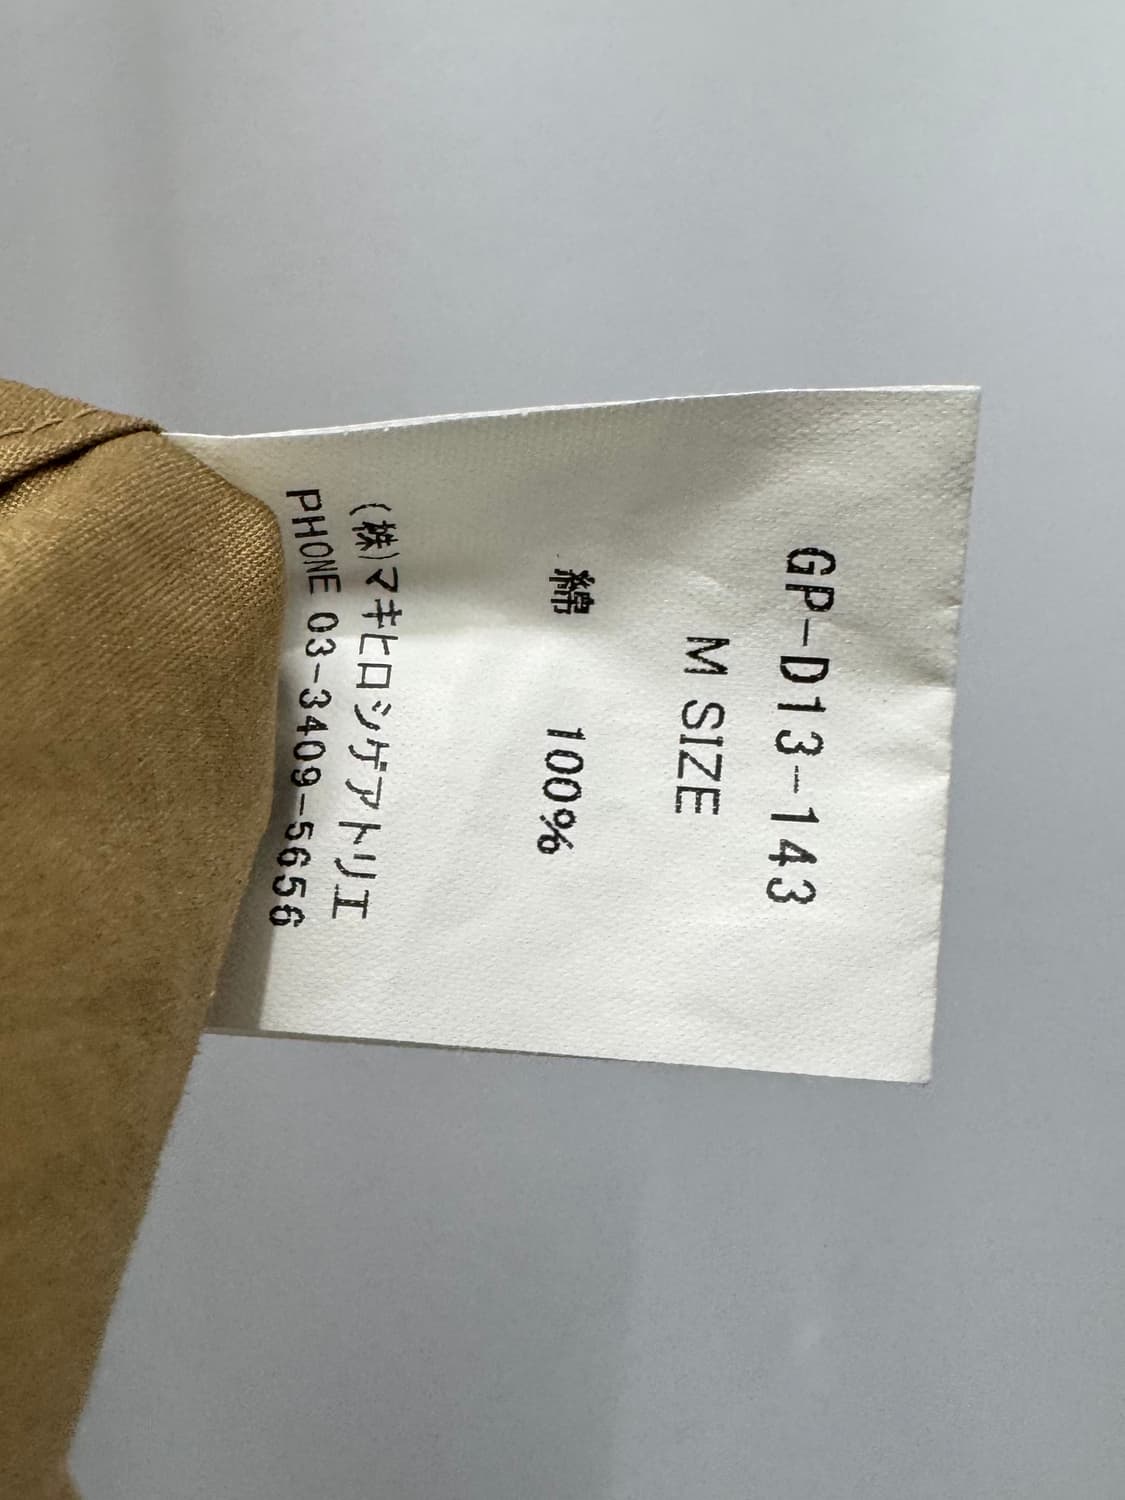 GP-D13-143
M SIZE
綿 100%
(株)マキヒロシゲアトリエ
PHONE 03-3409-5656